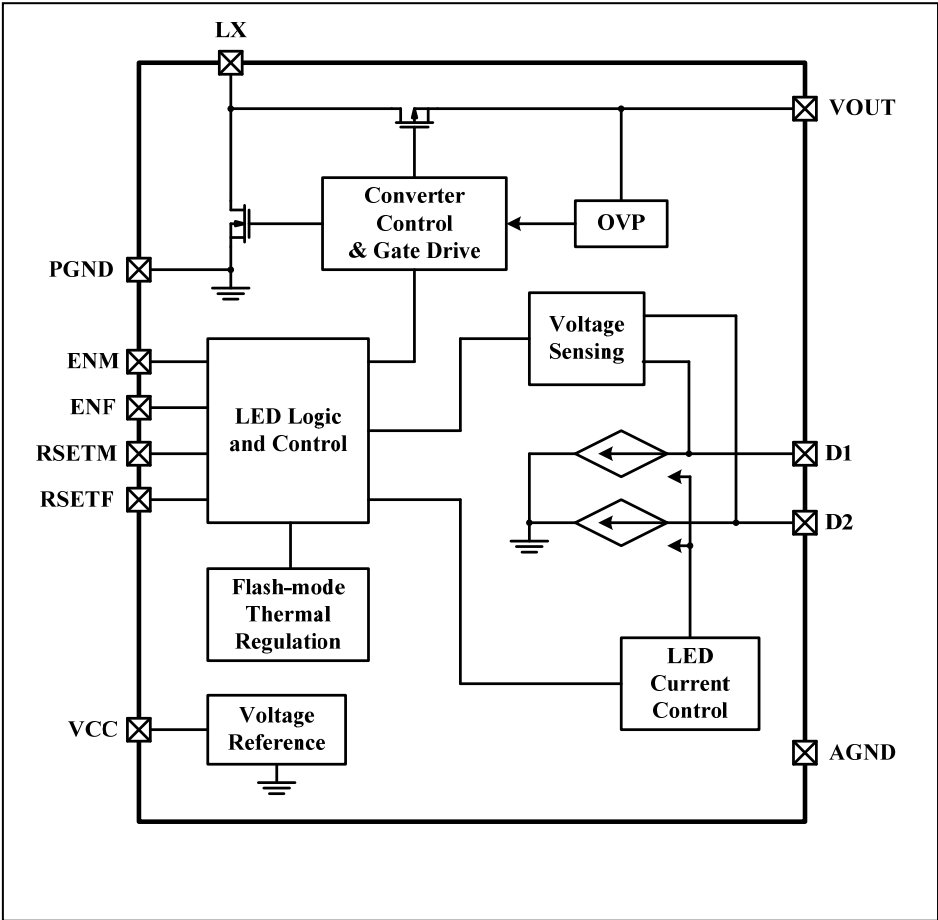 LX
VOUT
Converter
Control
& Gate Drive
OVP
PGND
Voltage
Sensing
ENM
ENF
RSETM
RSETF
LED Logic
and Control
D1
D2
Flash-mode
Thermal
Regulation
LED
Current
Control
VCC
Voltage
Reference
AGND